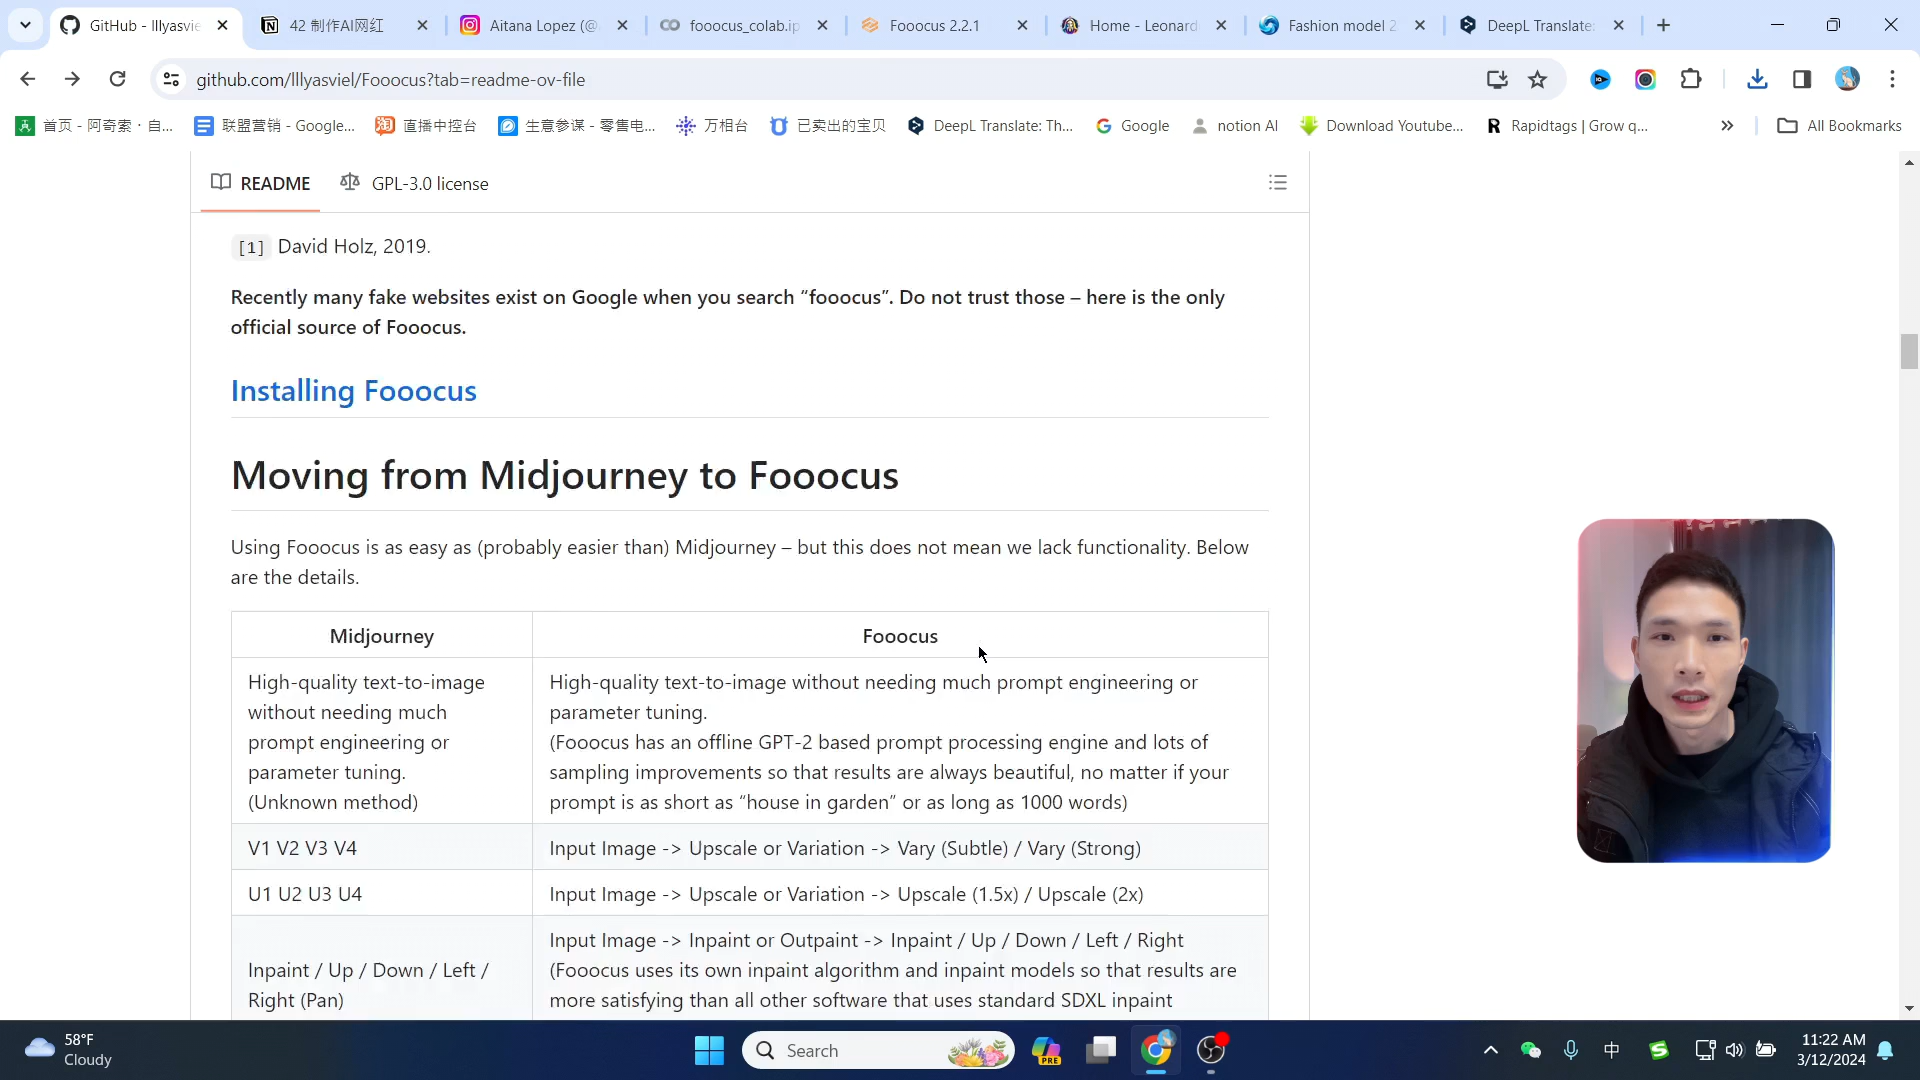 GitHub - lllyasvie
42 制作AI网红
Aitana Lopez (@
fooocus_colab.ip
Fooocus 2.2.1
Home - Leonard
Fashion model 2
DeepL Translate:
github.com/lllyasviel/Fooocus?tab=readme-ov-file
首页 - 阿奇索 · 自...
联盟营销 - Google...
直播中控台
生意参谋 - 零售电...
万相台
已卖出的宝贝
DeepL Translate: Th...
Google
notion AI
Download Youtube...
Rapidtags | Grow q...
All Bookmarks
README
GPL-3.0 license
[1] David Holz, 2019.
Recently many fake websites exist on Google when you search “fooocus”. Do not trust those – here is the only
official source of Fooocus.
Installing Fooocus
Moving from Midjourney to Fooocus
Using Fooocus is as easy as (probably easier than) Midjourney – but this does not mean we lack functionality. Below
are the details.
Midjourney
Fooocus
High-quality text-to-image
without needing much
prompt engineering or
parameter tuning.
(Unknown method)
High-quality text-to-image without needing much prompt engineering or
parameter tuning.
(Fooocus has an offline GPT-2 based prompt processing engine and lots of
sampling improvements so that results are always beautiful, no matter if your
prompt is as short as “house in garden” or as long as 1000 words)
V1 V2 V3 V4
Input Image -> Upscale or Variation -> Vary (Subtle) / Vary (Strong)
U1 U2 U3 U4
Input Image -> Upscale or Variation -> Upscale (1.5x) / Upscale (2x)
Inpaint / Up / Down / Left /
Right (Pan)
Input Image -> Inpaint or Outpaint -> Inpaint / Up / Down / Left / Right
(Fooocus uses its own inpaint algorithm and inpaint models so that results are
more satisfying than all other software that uses standard SDXL inpaint
58°F
Cloudy
Search
PRE
中
11:22 AM
3/12/2024